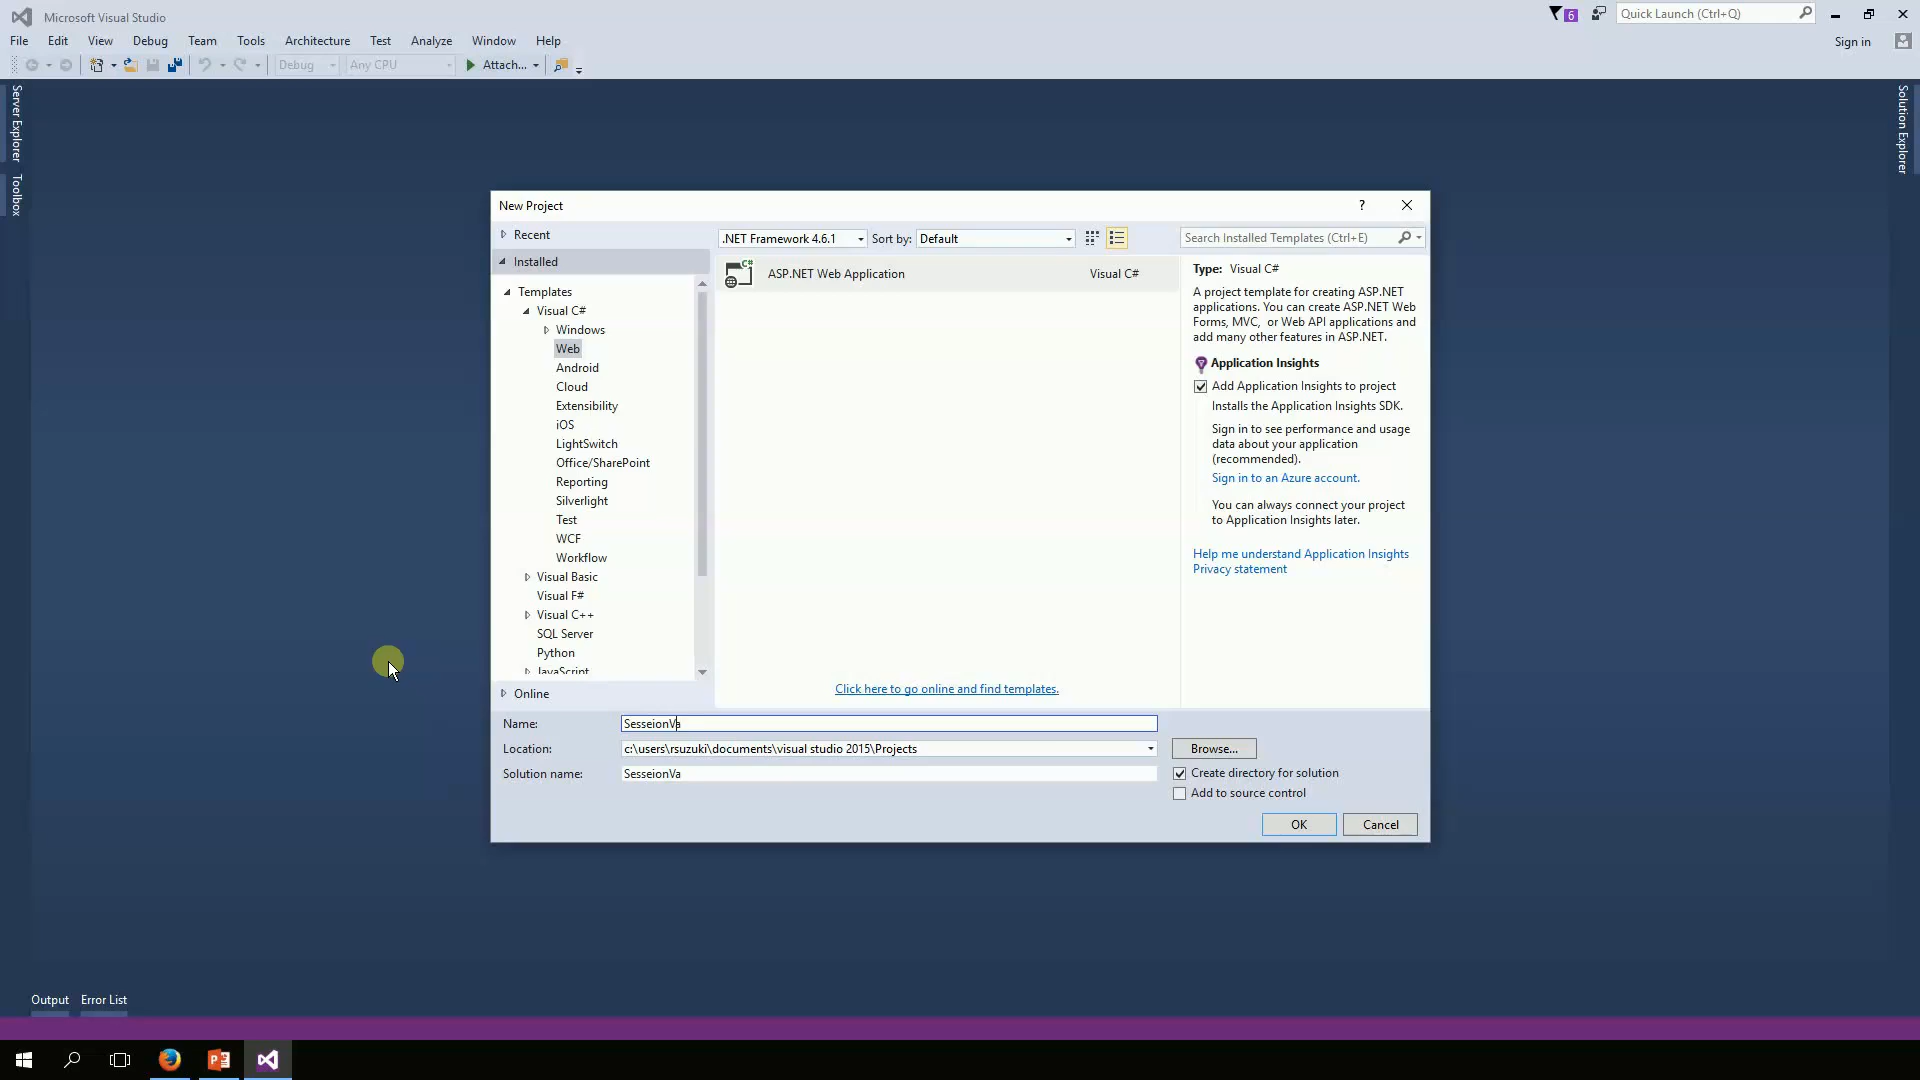 Microsoft Visual Studio
6
Quick Launch (Ctrl+Q)
File Edit View Debug Team Tools Architecture Test Analyze Window Help
Sign in
Debug Any CPU Attach...
Server Explorer
Toolbox
Solution Explorer
New Project
?
Recent
Installed
.NET Framework 4.6.1 Sort by: Default
Search Installed Templates (Ctrl+E)
Templates
Visual C#
Windows
Web
Android
Cloud
Extensibility
iOS
LightSwitch
Office/SharePoint
Reporting
Silverlight
Test
WCF
Workflow
Visual Basic
Visual F#
Visual C++
SQL Server
Python
JavaScript
Online
C#
ASP.NET Web Application Visual C#
Click here to go online and find templates.
Type: Visual C#
A project template for creating ASP.NET
applications. You can create ASP.NET Web
Forms, MVC, or Web API applications and
add many other features in ASP.NET.
Application Insights
Add Application Insights to project
Installs the Application Insights SDK.
Sign in to see performance and usage
data about your application
(recommended).
Sign in to an Azure account.
You can always connect your project
to Application Insights later.
Help me understand Application Insights
Privacy statement
Name: SesseionVa
Location: c:\users\rsuzuki\documents\visual studio 2015\Projects
Browse...
Solution name: SesseionVa
Create directory for solution
Add to source control
OK Cancel
Output Error List